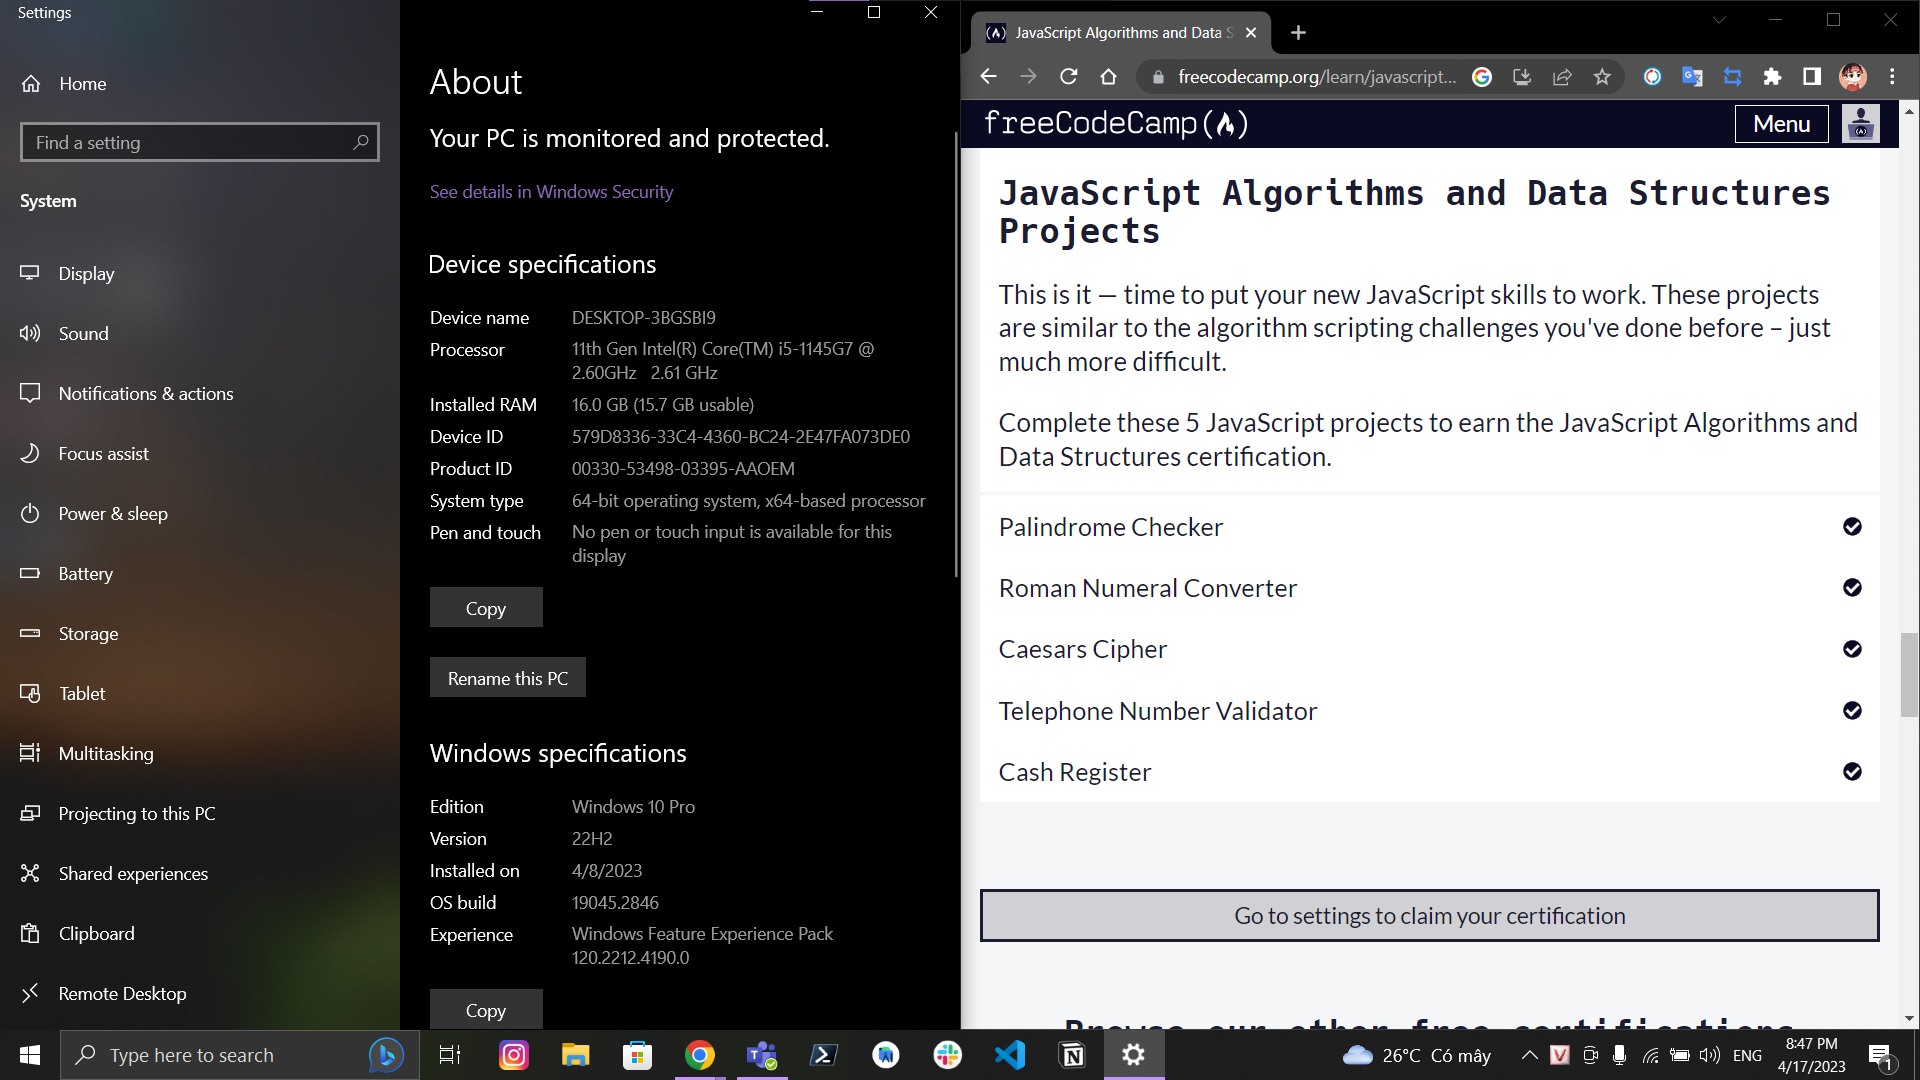 Settings
Home
Find a setting
System
Display
Sound
Notifications & actions
Focus assist
Power & sleep
Battery
Storage
Tablet
Multitasking
Projecting to this PC
Shared experiences
Clipboard
Remote Desktop
About
Your PC is monitored and protected.
See details in Windows Security
Device specifications
Device name DESKTOP-3BGSBI9
Processor 11th Gen Intel(R) Core(TM) i5-1145G7 @
2.60GHz 2.61 GHz
Installed RAM 16.0 GB (15.7 GB usable)
Device ID 579D8336-33C4-4360-BC24-2E47FA073DE0
Product ID 00330-53498-03395-AAOEM
System type 64-bit operating system, x64-based processor
Pen and touch No pen or touch input is available for this
display
Copy
Rename this PC
Windows specifications
Edition Windows 10 Pro
Version 22H2
Installed on 4/8/2023
OS build 19045.2846
Experience Windows Feature Experience Pack
120.2212.4190.0
Copy
JavaScript Algorithms and Data S
freecodecamp.org/learn/javascript...
freeCodeCamp
Menu
JavaScript Algorithms and Data Structures
Projects
This is it — time to put your new JavaScript skills to work. These projects
are similar to the algorithm scripting challenges you've done before – just
much more difficult.
Complete these 5 JavaScript projects to earn the JavaScript Algorithms and
Data Structures certification.
Palindrome Checker
Roman Numeral Converter
Caesars Cipher
Telephone Number Validator
Cash Register
Go to settings to claim your certification
Browse our other free certifications
Type here to search
26°C Có mây
ENG
8:47 PM
4/17/2023
1